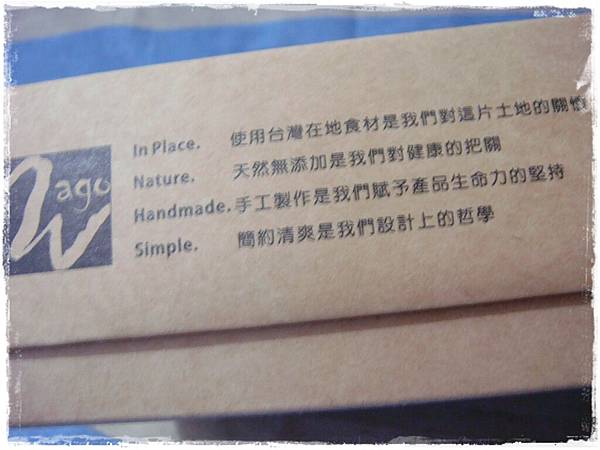 Wago
In Place. 使用台灣在地食材是我們對這片土地的關懷
Nature. 天然無添加是我們對健康的把關
Handmade. 手工製作是我們賦予產品生命力的堅持
Simple. 簡約清爽是我們設計上的哲學